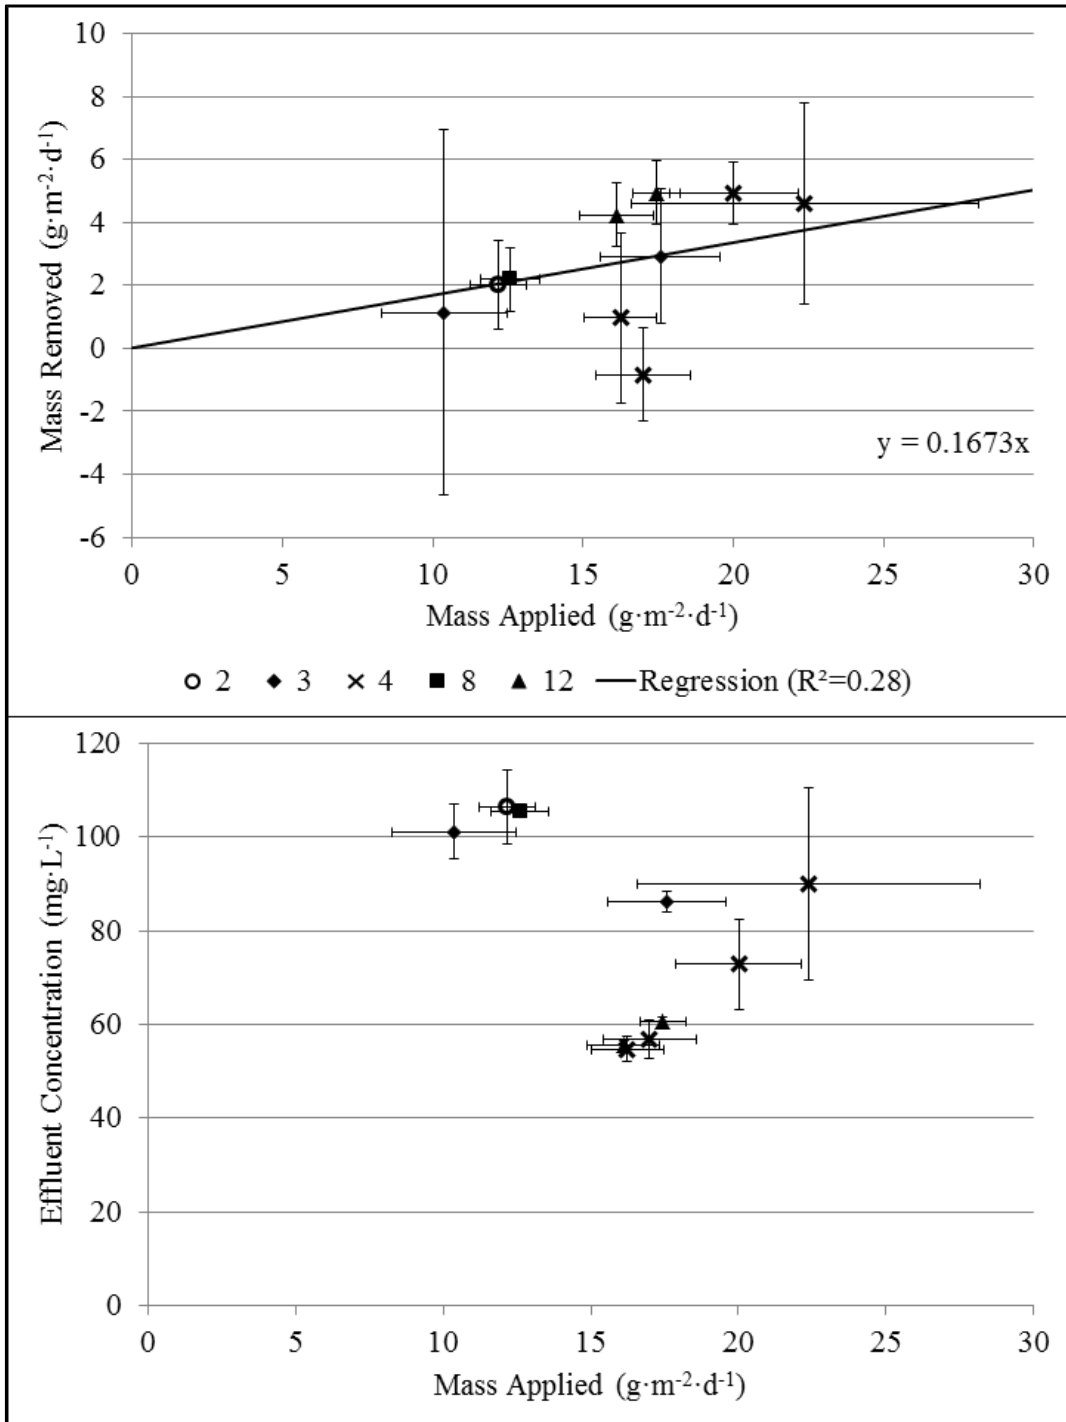 10
8
6
4
2
0
-2
-4
-6
Mass Removed (g·m⁻²·d⁻¹)
y = 0.1673x
0 5 10 15 20 25 30
Mass Applied (g·m⁻²·d⁻¹)
2 3 4 8 12 Regression (R²=0.28)
120
100
80
60
40
20
0
Effluent Concentration (mg·L⁻¹)
0 5 10 15 20 25 30
Mass Applied (g·m⁻²·d⁻¹)